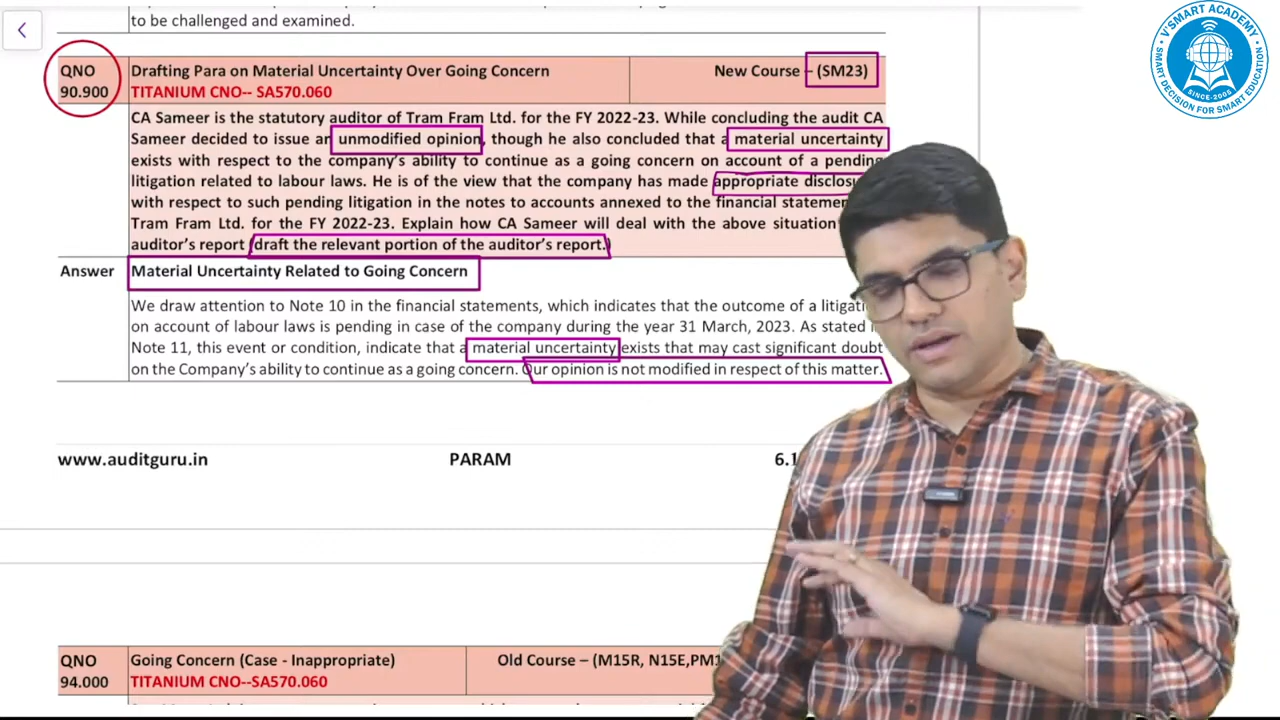 to be challenged and examined.
QNO
90.900
Drafting Para on Material Uncertainty Over Going Concern
TITANIUM CNO-- SA570.060
New Course – (SM23)
CA Sameer is the statutory auditor of Tram Fram Ltd. for the FY 2022-23. While concluding the audit CA
Sameer decided to issue an unmodified opinion, though he also concluded that a material uncertainty
exists with respect to the company's ability to continue as a going concern on account of a pending
litigation related to labour laws. He is of the view that the company has made appropriate
with respect to such pending litigation in the notes to accounts annexed to the financial
Tram Fram Ltd. for the FY 2022-23. Explain how CA Sameer will deal with the above situation
auditor's report (draft the relevant portion of the auditor's report.)
Answer
Material Uncertainty Related to Going Concern
We draw attention to Note 10 in the financial statements, which indicates that the outcome of a
on account of labour laws is pending in case of the company during the year 31 March, 2023. As stated
Note 11, this event or condition, indicate that a material uncertainty exists that may cast significant doubt
on the Company's ability to continue as a going concern. Our opinion is not modified in respect of this matter.
www.auditguru.in
PARAM
6.1
QNO
94.000
Going Concern (Case - Inappropriate)
TITANIUM CNO--SA570.060
Old Course – (M15R, N15E,PM1
V'SMART ACADEMY
SINCE-2005
SMART DECISION FOR SMART EDUCATION